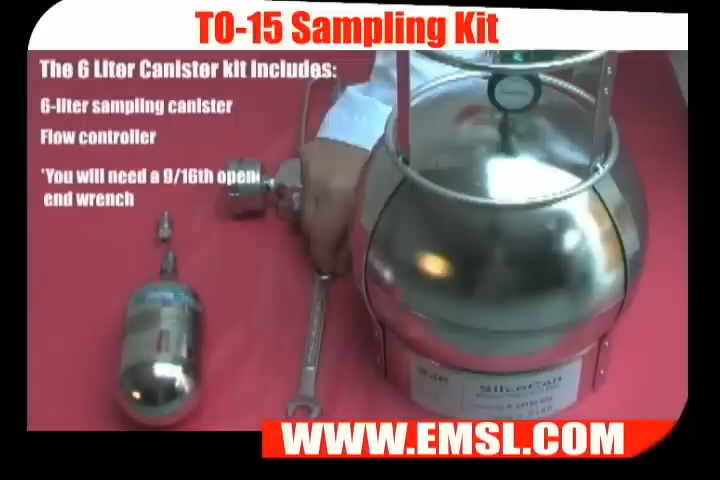 TO-15 Sampling Kit
The 6 Liter Canister kit includes:
6-liter sampling canister
Flow controller
*You will need a 9/16th open
end wrench
SilcoCan
WWW.EMSL.COM